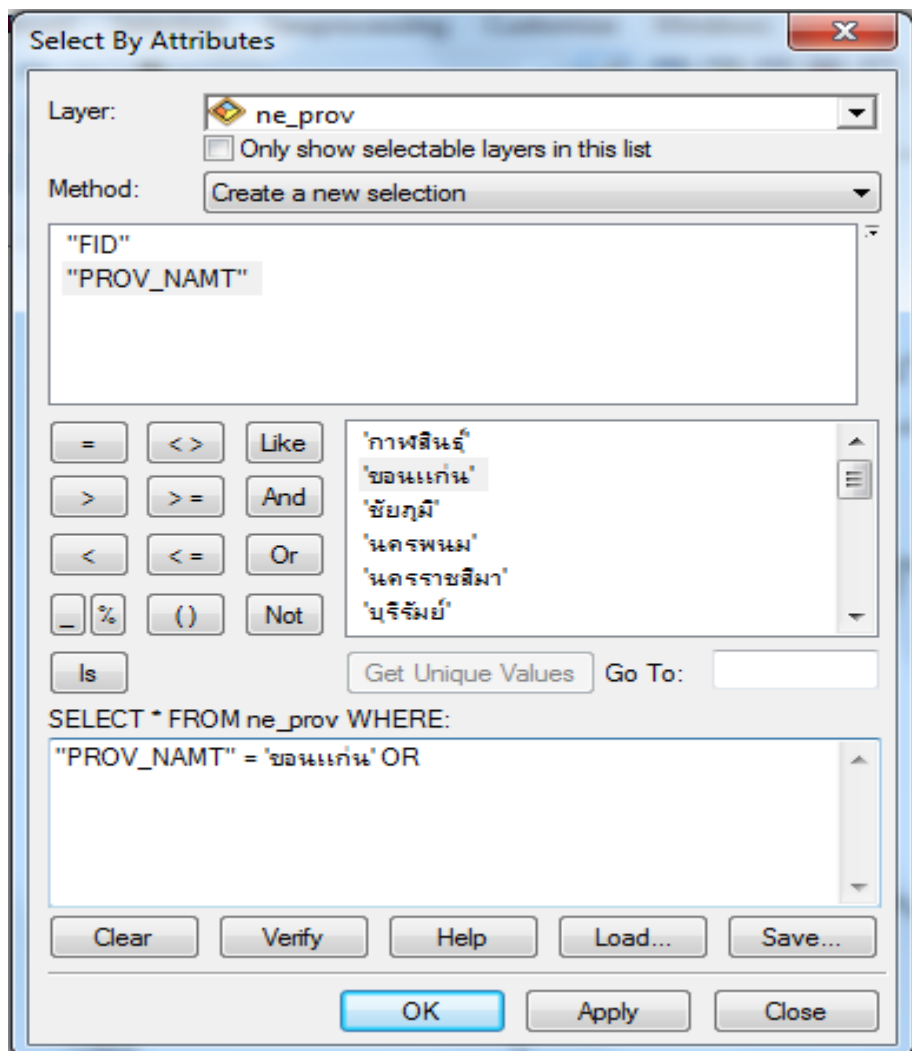 Select By Attributes
Layer: ne_prov
Only show selectable layers in this list
Method: Create a new selection
"FID"
"PROV_NAMT"
= < > Like
> > = And
< < = Or
_ % ( ) Not
Is
'กาฬสินธุ์'
'ขอนแก่น'
'ชัยภูมิ'
'นครพนม'
'นครราชสีมา'
'บุรีรัมย์'
Get Unique Values Go To:
SELECT * FROM ne_prov WHERE:
"PROV_NAMT" = 'ขอนแก่น' OR
Clear Verify Help Load... Save...
OK Apply Close